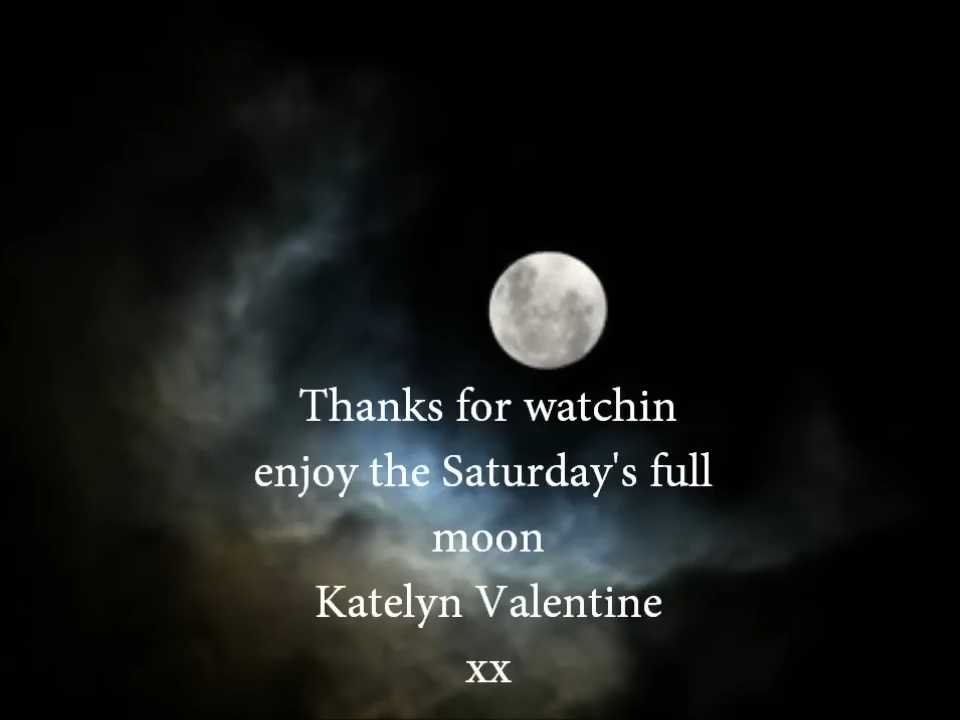 Thanks for watchin
enjoy the Saturday's full
moon
Katelyn Valentine
xx